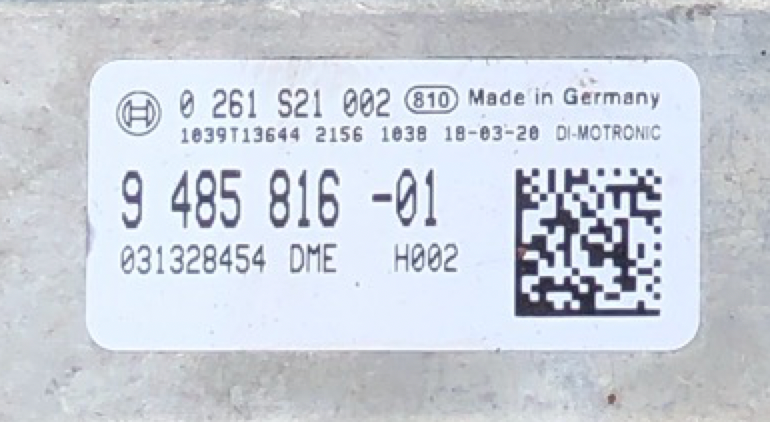 0 261 S21 002 810 Made in Germany
1039T13644 2156 1038 18-03-20 DI-MOTRONIC
9 485 816 -01
031328454 DME H002